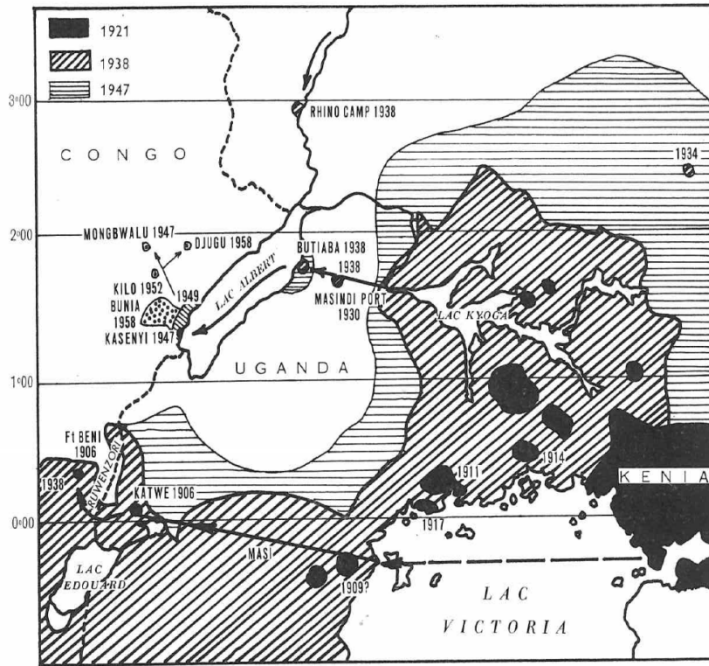 1921
1938
1947
3°00
RHINO CAMP 1938
CONGO
1934
2°00
MONGBWALU 1947
DJUGU 1958
BUTIABA 1938
1938
KILO 1952
MASINDI PORT
1930
BUNIA
1958
1949
LAC ALBERT
LAC KYOGA
KASENYI 1947
UGANDA
1°00
Ft BENI
1906
RUWENZORI
1938
KATWE 1906
1911
1914
KENIA
1917
0°00
MASI
LAC
EDOUARD
1909?
LAC
VICTORIA